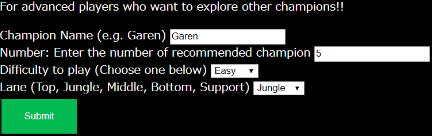 For advanced players who want to explore other champions!!
Champion Name (e.g. Garen) Garen
Number: Enter the number of recommended champion 5
Difficulty to play (Choose one below) Easy
Lane (Top, Jungle, Middle, Bottom, Support) Jungle
Submit